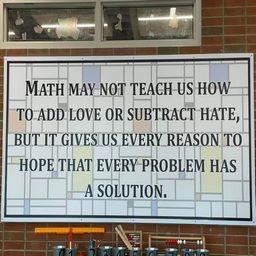 MATH MAY NOT TEACH US HOW
TO ADD LOVE OR SUBTRACT HATE,
BUT IT GIVES US EVERY REASON TO
HOPE THAT EVERY PROBLEM HAS
A SOLUTION.